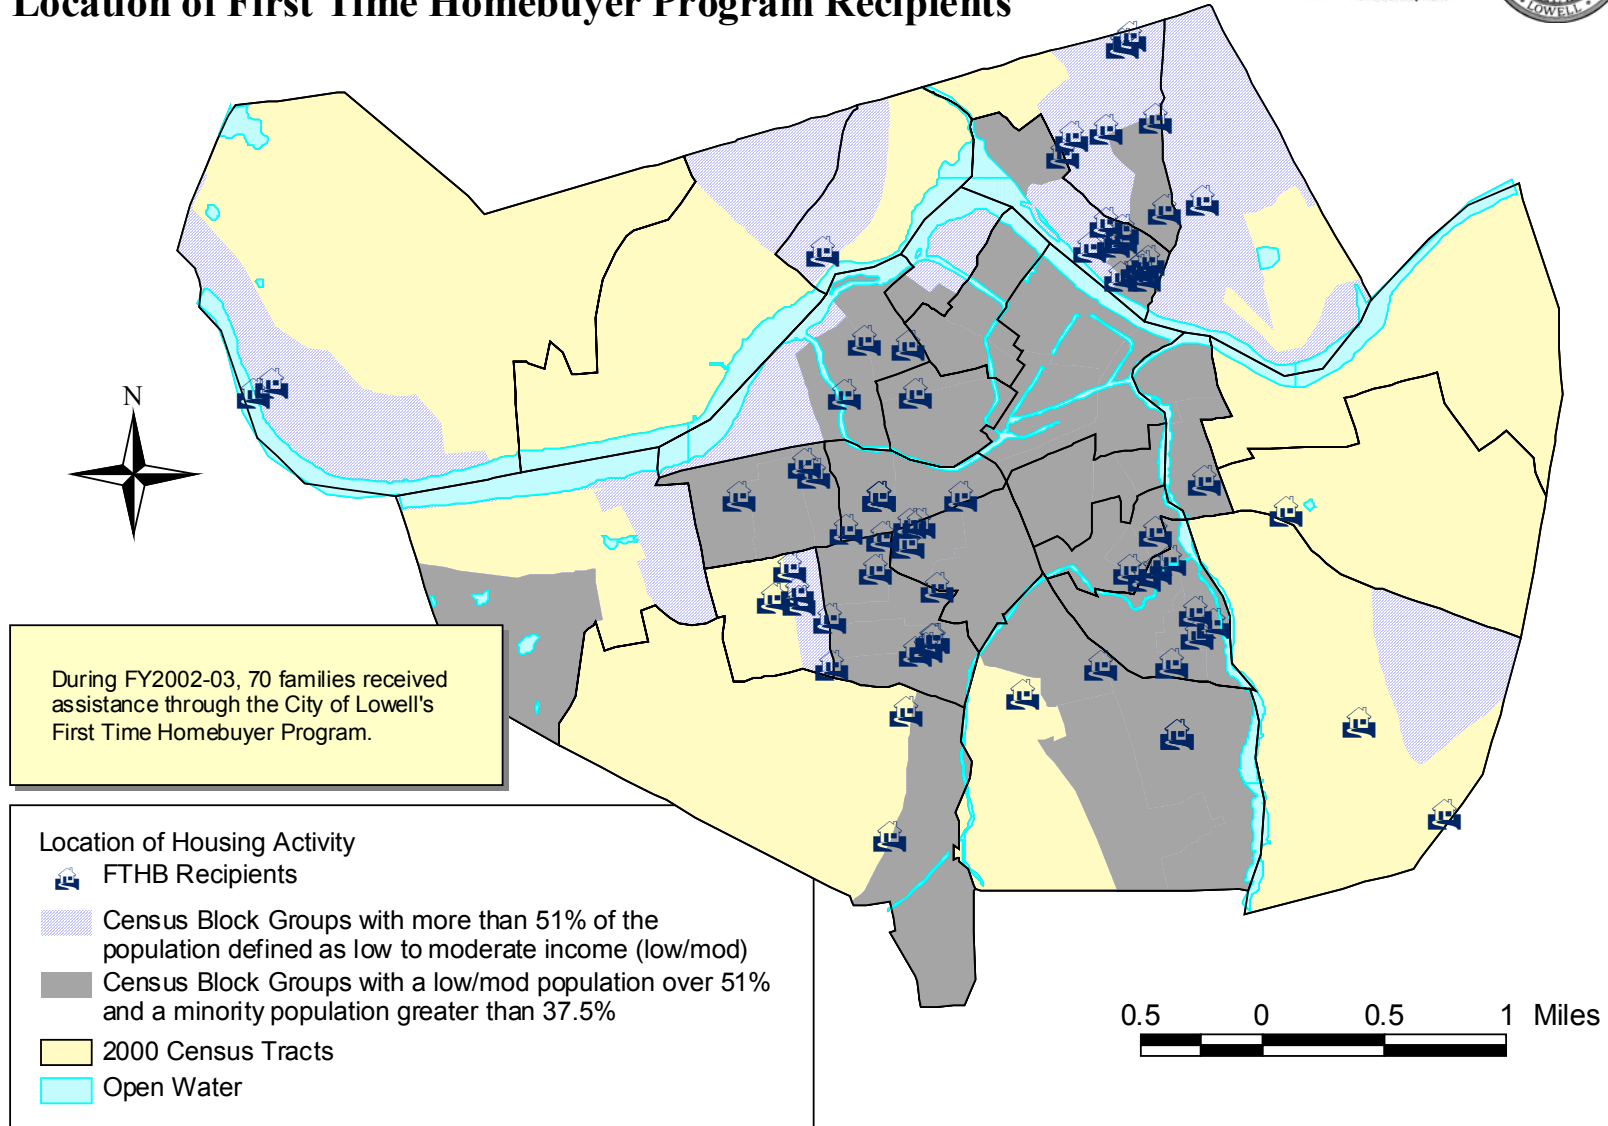 Location of First Time Homebuyer Program Recipients
LOWELL
N
During FY2002-03, 70 families received
assistance through the City of Lowell's
First Time Homebuyer Program.
Location of Housing Activity
FTHB Recipients
Census Block Groups with more than 51% of the
population defined as low to moderate income (low/mod)
Census Block Groups with a low/mod population over 51%
and a minority population greater than 37.5%
2000 Census Tracts
Open Water
0.5 0 0.5 1 Miles